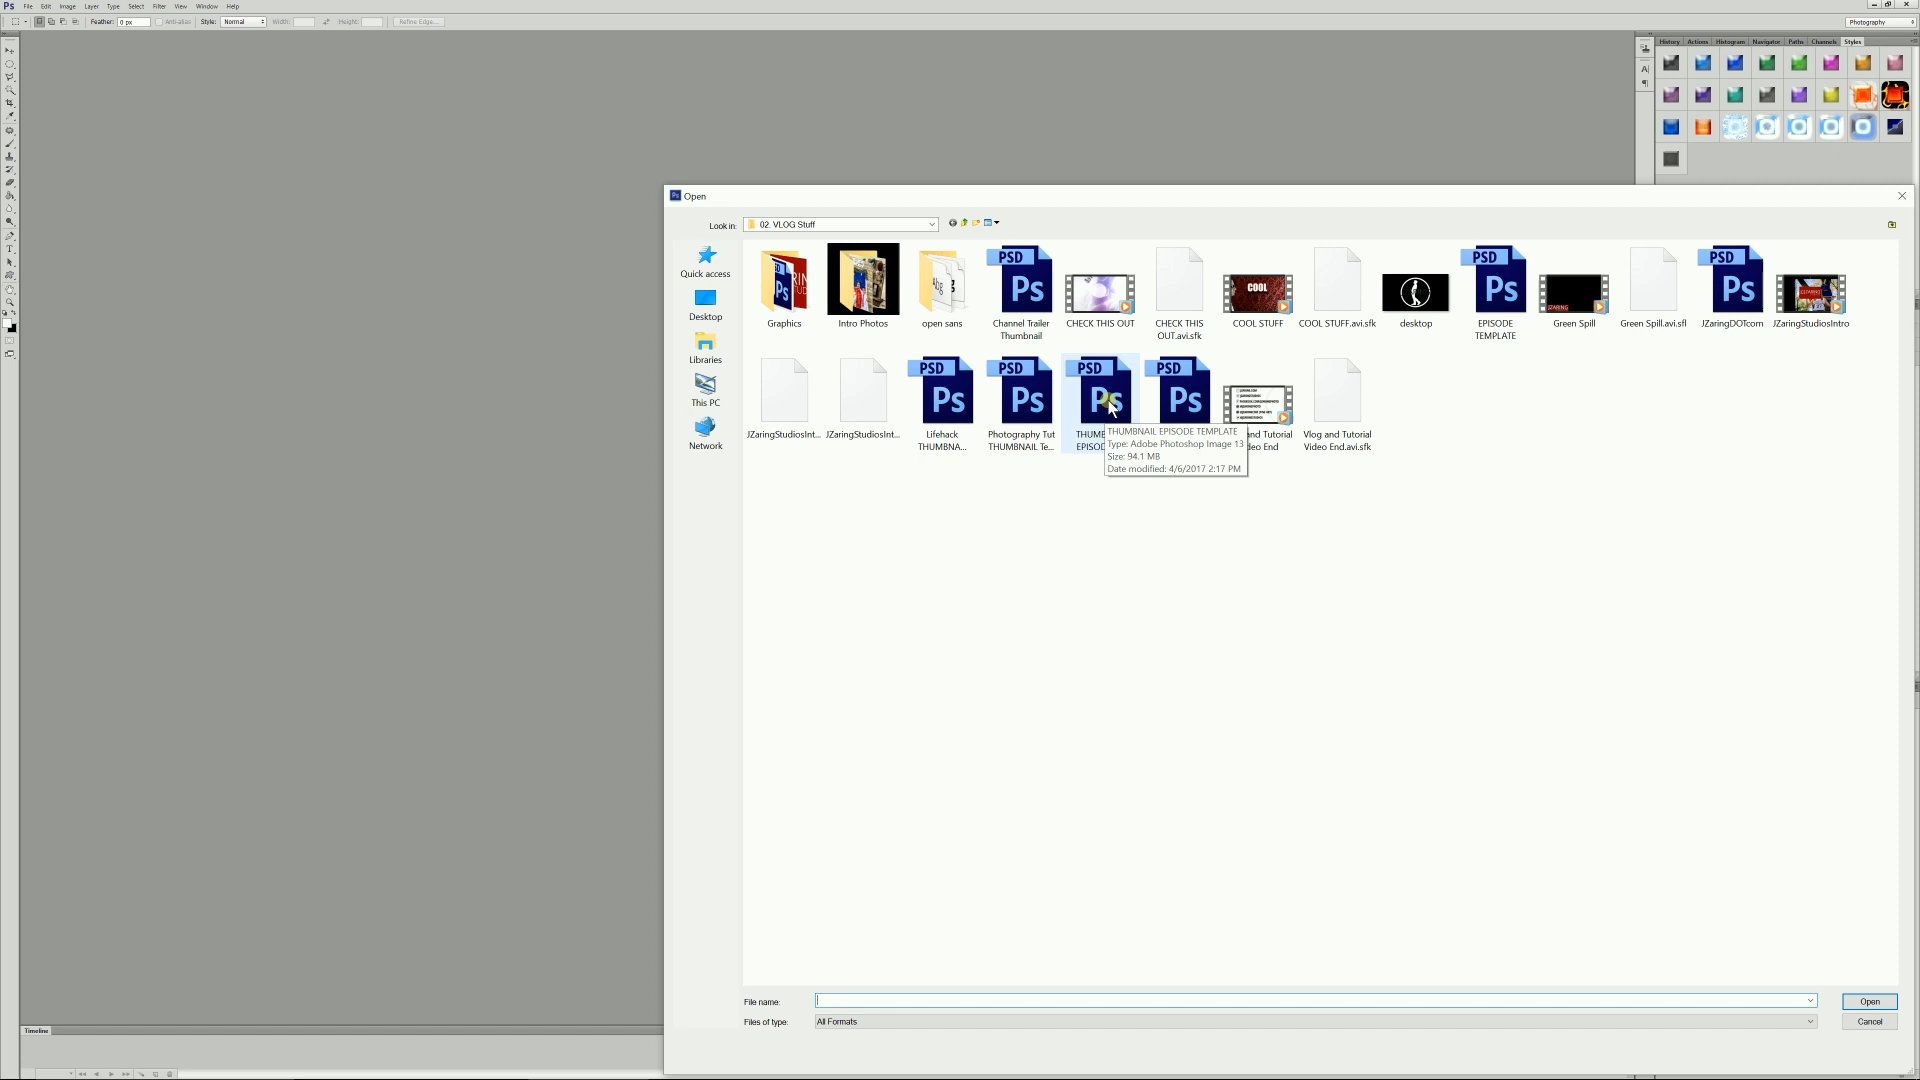 Ps File Edit Image Layer Type Select Filter View Window Help
Feather: 0 px Anti-alias Style: Normal Width: Height: Refine Edge...
Photography
History Actions Histogram Navigator Paths Channels Styles
Open
Look in: 02. VLOG Stuff
Quick access
Desktop
Libraries
This PC
Network
Graphics
Intro Photos
open sans
Channel Trailer
Thumbnail
CHECK THIS OUT
CHECK THIS
OUT.avi.sfk
COOL STUFF
COOL STUFF.avi.sfk
desktop
EPISODE
TEMPLATE
Green Spill
Green Spill.avi.sfl
JZaringDOTcom
JZaringStudiosIntro
JZaringStudiosInt...
JZaringStudiosInt...
Lifehack
THUMBNA...
Photography Tut
THUMBNAIL Te...
THUMB
EPISOD
nd Tutorial
deo End
Vlog and Tutorial
Video End.avi.sfk
THUMBNAIL EPISODE TEMPLATE
Type: Adobe Photoshop Image 13
Size: 94.1 MB
Date modified: 4/6/2017 2:17 PM
File name: Open
Files of type: All Formats Cancel
Timeline